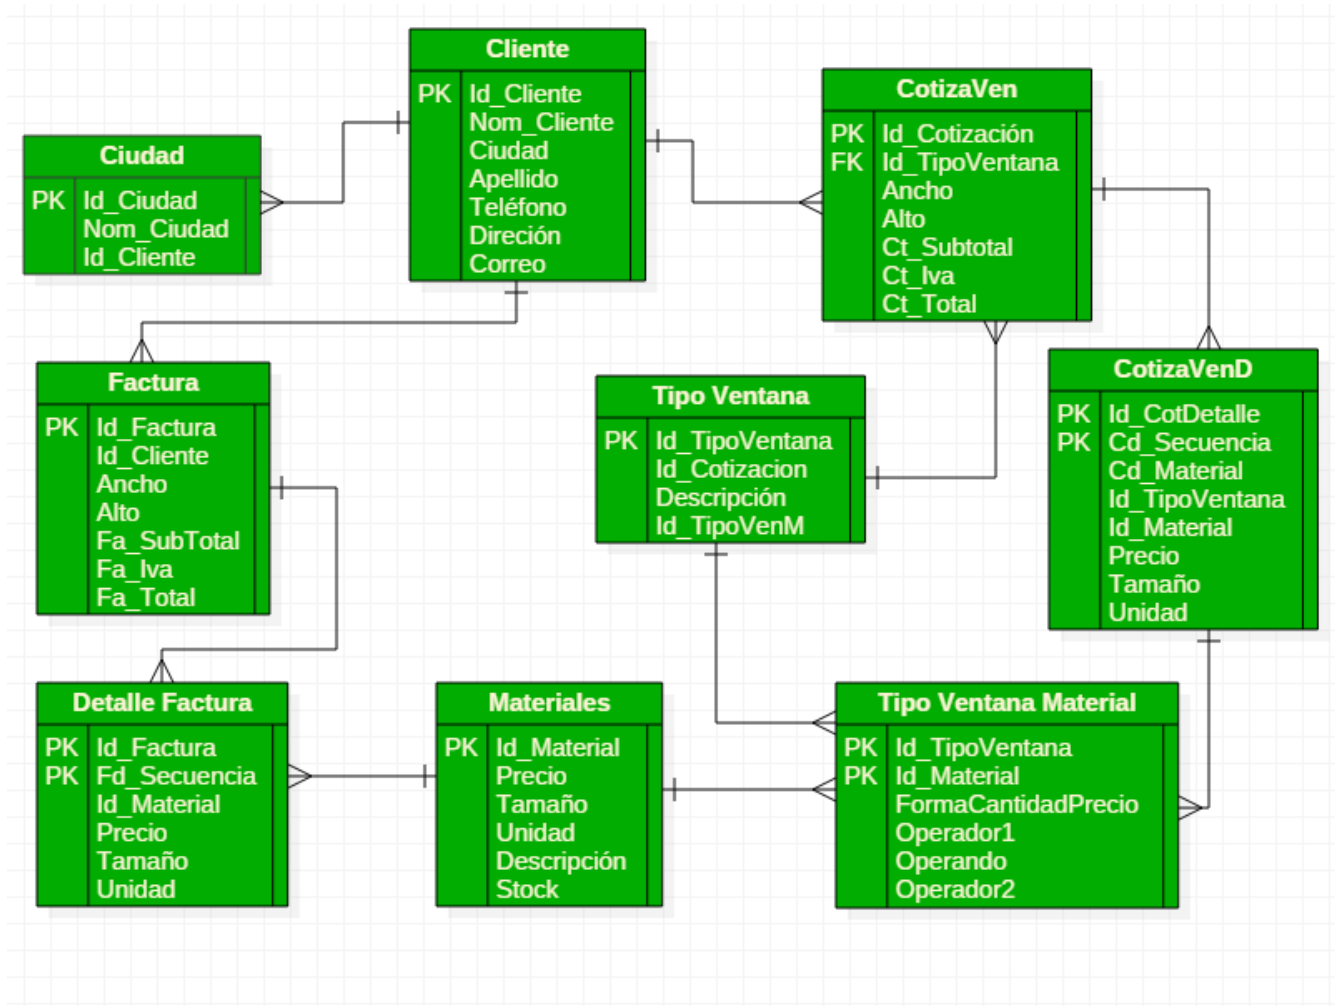 Cliente
PK Id_Cliente
Nom_Cliente
Ciudad
Apellido
Teléfono
Direción
Correo
CotizaVen
PK Id_Cotización
FK Id_TipoVentana
Ancho
Alto
Ct_Subtotal
Ct_Iva
Ct_Total
Ciudad
PK Id_Ciudad
Nom_Ciudad
Id_Cliente
Factura
PK Id_Factura
Id_Cliente
Ancho
Alto
Fa_SubTotal
Fa_Iva
Fa_Total
Tipo Ventana
PK Id_TipoVentana
Id_Cotizacion
Descripción
Id_TipoVenM
CotizaVenD
PK Id_CotDetalle
PK Cd_Secuencia
Cd_Material
Id_TipoVentana
Id_Material
Precio
Tamaño
Unidad
Detalle Factura
PK Id_Factura
PK Fd_Secuencia
Id_Material
Precio
Tamaño
Unidad
Materiales
PK Id_Material
Precio
Tamaño
Unidad
Descripción
Stock
Tipo Ventana Material
PK Id_TipoVentana
PK Id_Material
FormaCantidadPrecio
Operador1
Operando
Operador2